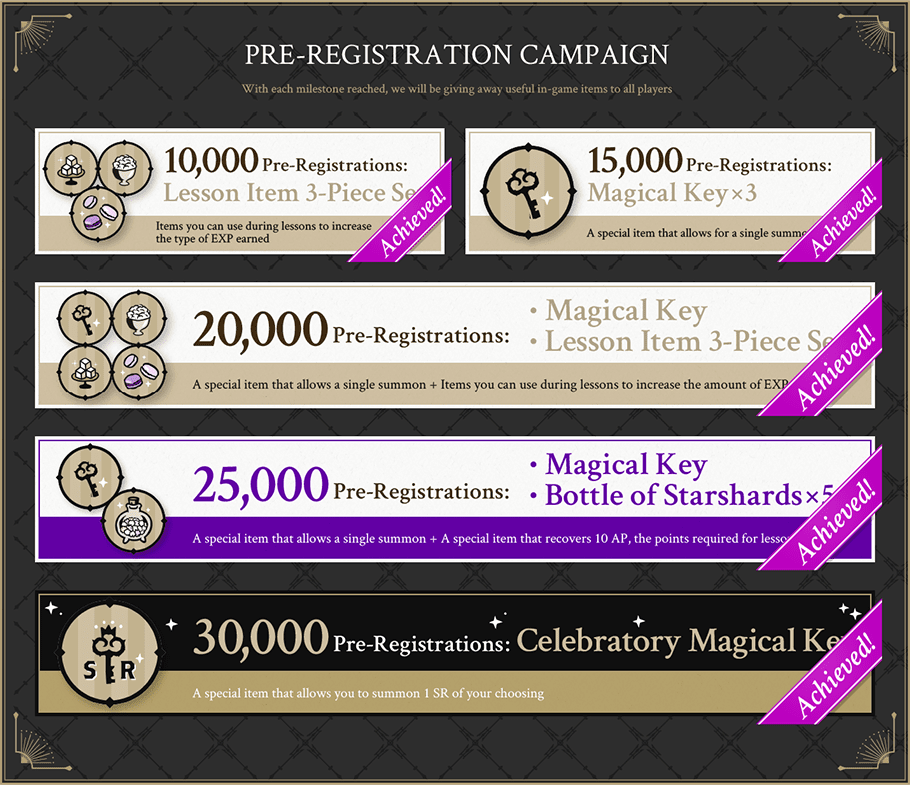 PRE-REGISTRATION CAMPAIGN
With each milestone reached, we will be giving away useful in-game items to all players
10,000 Pre-Registrations:
Lesson Item 3-Piece
Items you can use during lessons to increase
the type of EXP earned
Achieved!
15,000 Pre-Registrations:
Magical Key×3
A special item that allows for a single
Achieved!
20,000 Pre-Registrations:
• Magical Key
• Lesson Item 3-Piece
A special item that allows a single summon + Items you can use during lessons to increase the amount of EXP
Achieved!
25,000 Pre-Registrations:
• Magical Key
• Bottle of Starshards×5
A special item that allows a single summon + A special item that recovers 10 AP, the points required for
Achieved!
S R
30,000 Pre-Registrations: Celebratory Magical Key
A special item that allows you to summon 1 SR of your choosing
Achieved!